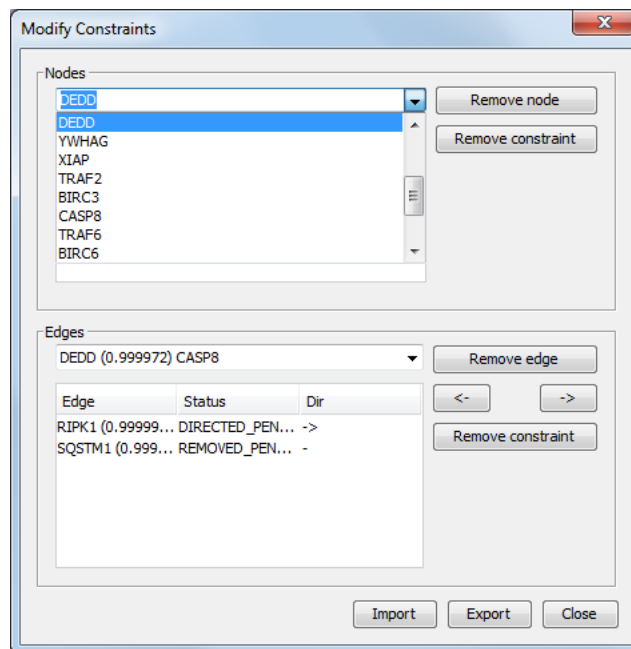 Modify Constraints
Nodes
DEDD
Remove node
DEDD
YWHAG
XIAP
TRAF2
BIRC3
CASP8
TRAF6
BIRC6
Remove constraint
Edges
DEDD (0.999972) CASP8
Remove edge
<- ->
Edge Status Dir
RIPK1 (0.99999... DIRECTED_PEN... ->
SQSTM1 (0.999... REMOVED_PEN... -
Remove constraint
Import Export Close